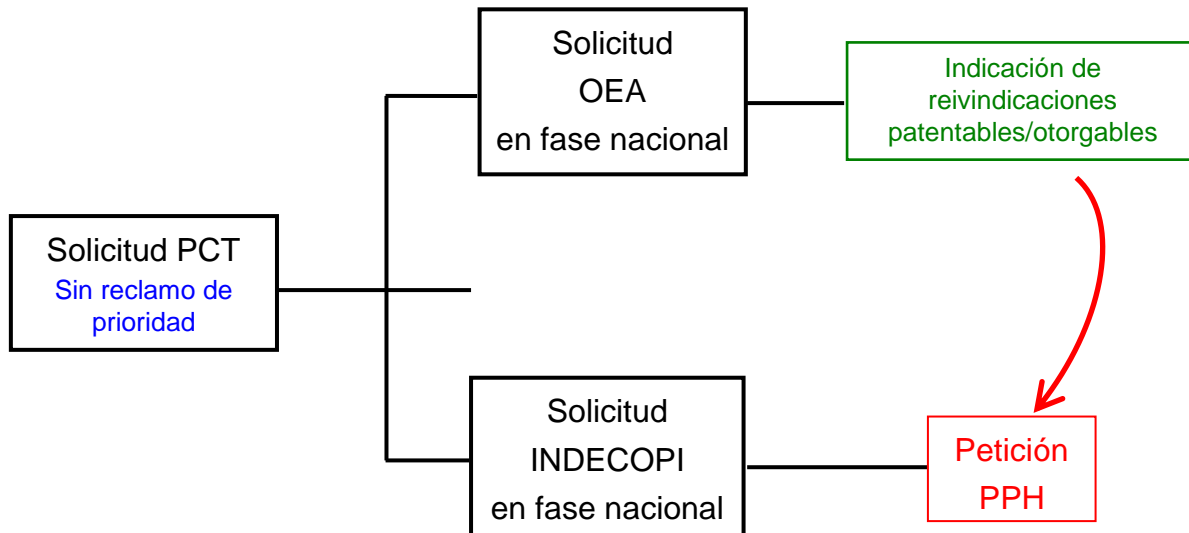 Solicitud
OEA
en fase nacional
Indicación de
reivindicaciones
patentables/otorgables
Solicitud PCT
Sin reclamo de
prioridad
Solicitud
INDECOPI
en fase nacional
Petición
PPH